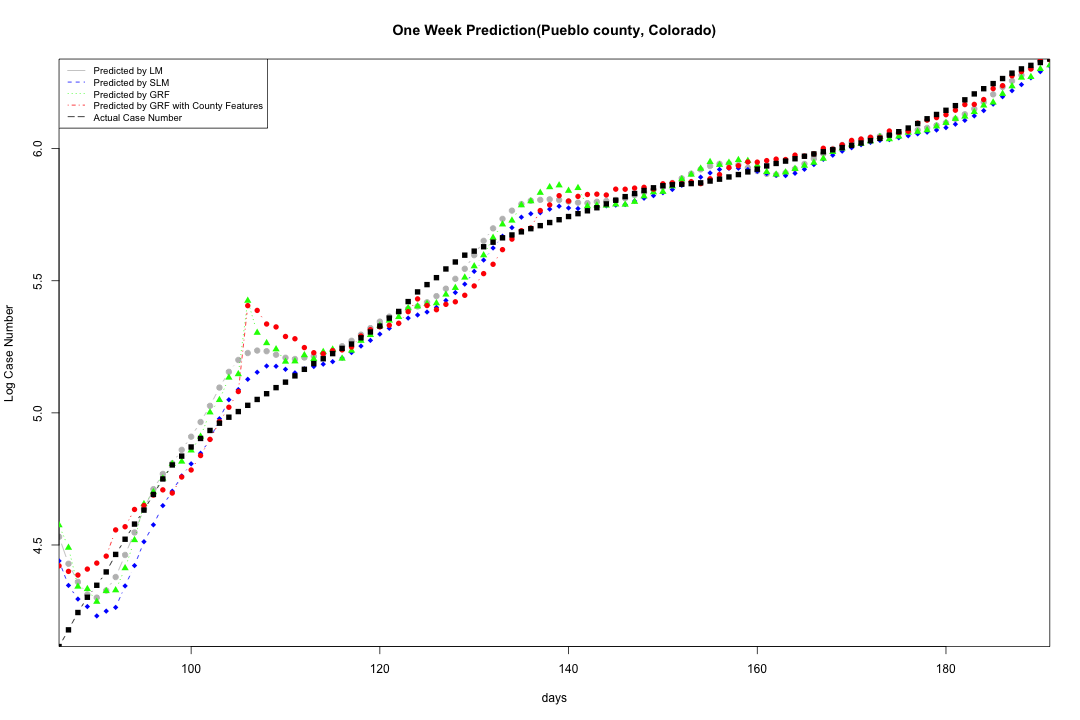 One Week Prediction(Pueblo county, Colorado)
Predicted by LM
Predicted by SLM
Predicted by GRF
Predicted by GRF with County Features
Actual Case Number
Log Case Number
6.0
5.5
5.0
4.5
100 120 140 160 180
days